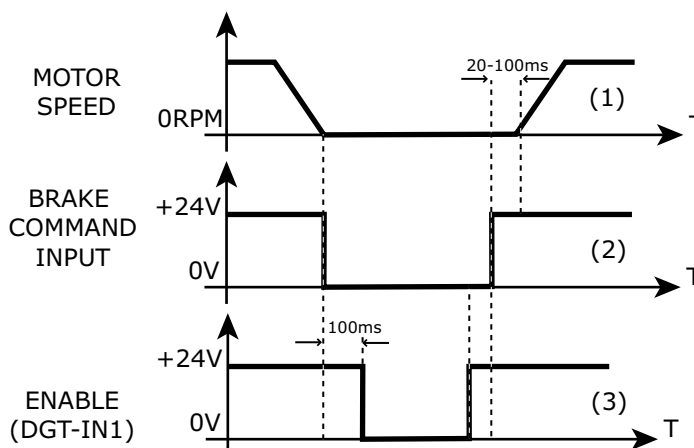 20-100ms
MOTOR
SPEED
(1)
0RPM
T
BRAKE
COMMAND
INPUT
+24V
(2)
0V
T
100ms
+24V
ENABLE
(DGT-IN1)
(3)
0V
T